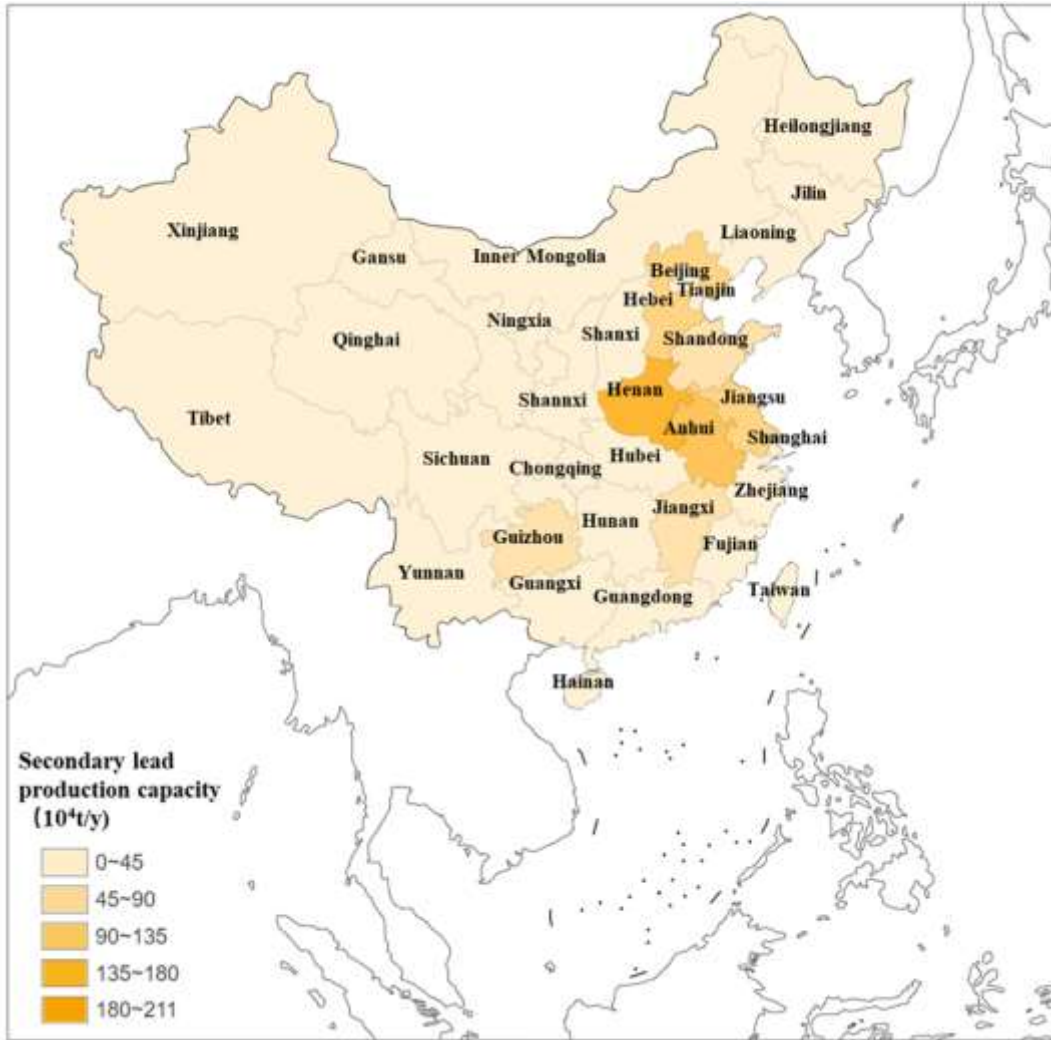 Heilongjiang
Jilin
Liaoning
Xinjiang
Gansu
Inner Mongolia
Beijing
Tianjin
Hebei
Ningxia
Shanxi
Shandong
Qinghai
Henan
Jiangsu
Shannxi
Tibet
Anhui
Shanghai
Sichuan
Hubei
Chongqing
Zhejiang
Jiangxi
Hunan
Guizhou
Fujian
Yunnan
Guangxi
Guangdong
Taiwan
Hainan
Secondary lead
production capacity
(10⁴t/y)
0~45
45~90
90~135
135~180
180~211